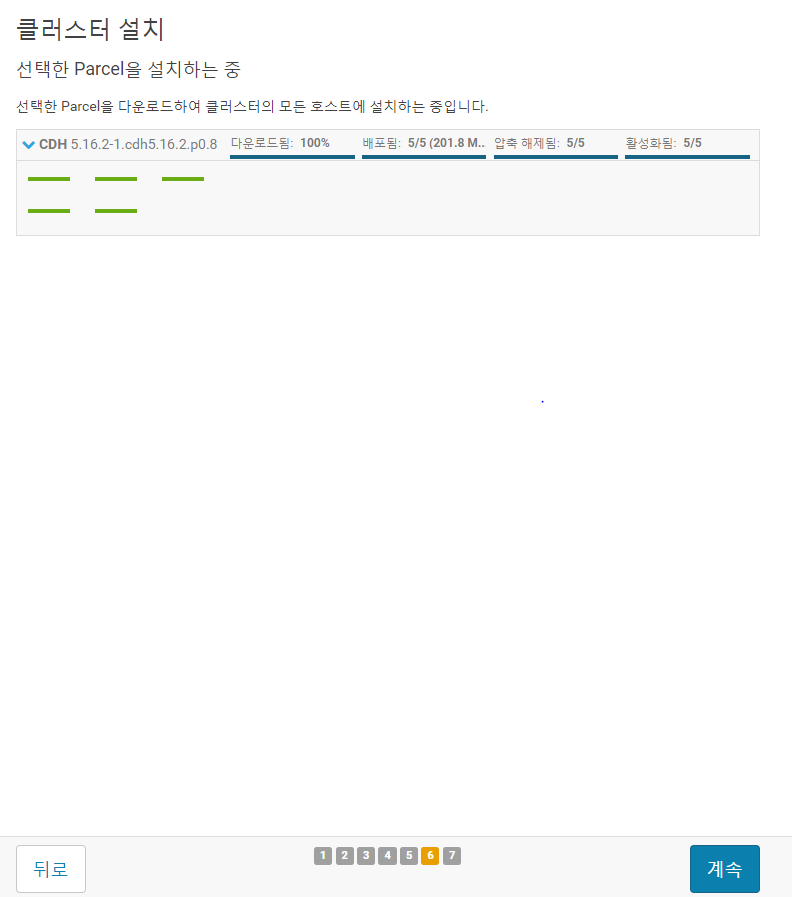 클러스터 설치
선택한 Parcel을 설치하는 중
선택한 Parcel을 다운로드하여 클러스터의 모든 호스트에 설치하는 중입니다.
CDH 5.16.2-1.cdh5.16.2.p0.8 다운로드됨: 100% 배포됨: 5/5 (201.8 M.. 압축 해제됨: 5/5 활성화됨: 5/5
뒤로 1 2 3 4 5 6 7 계속